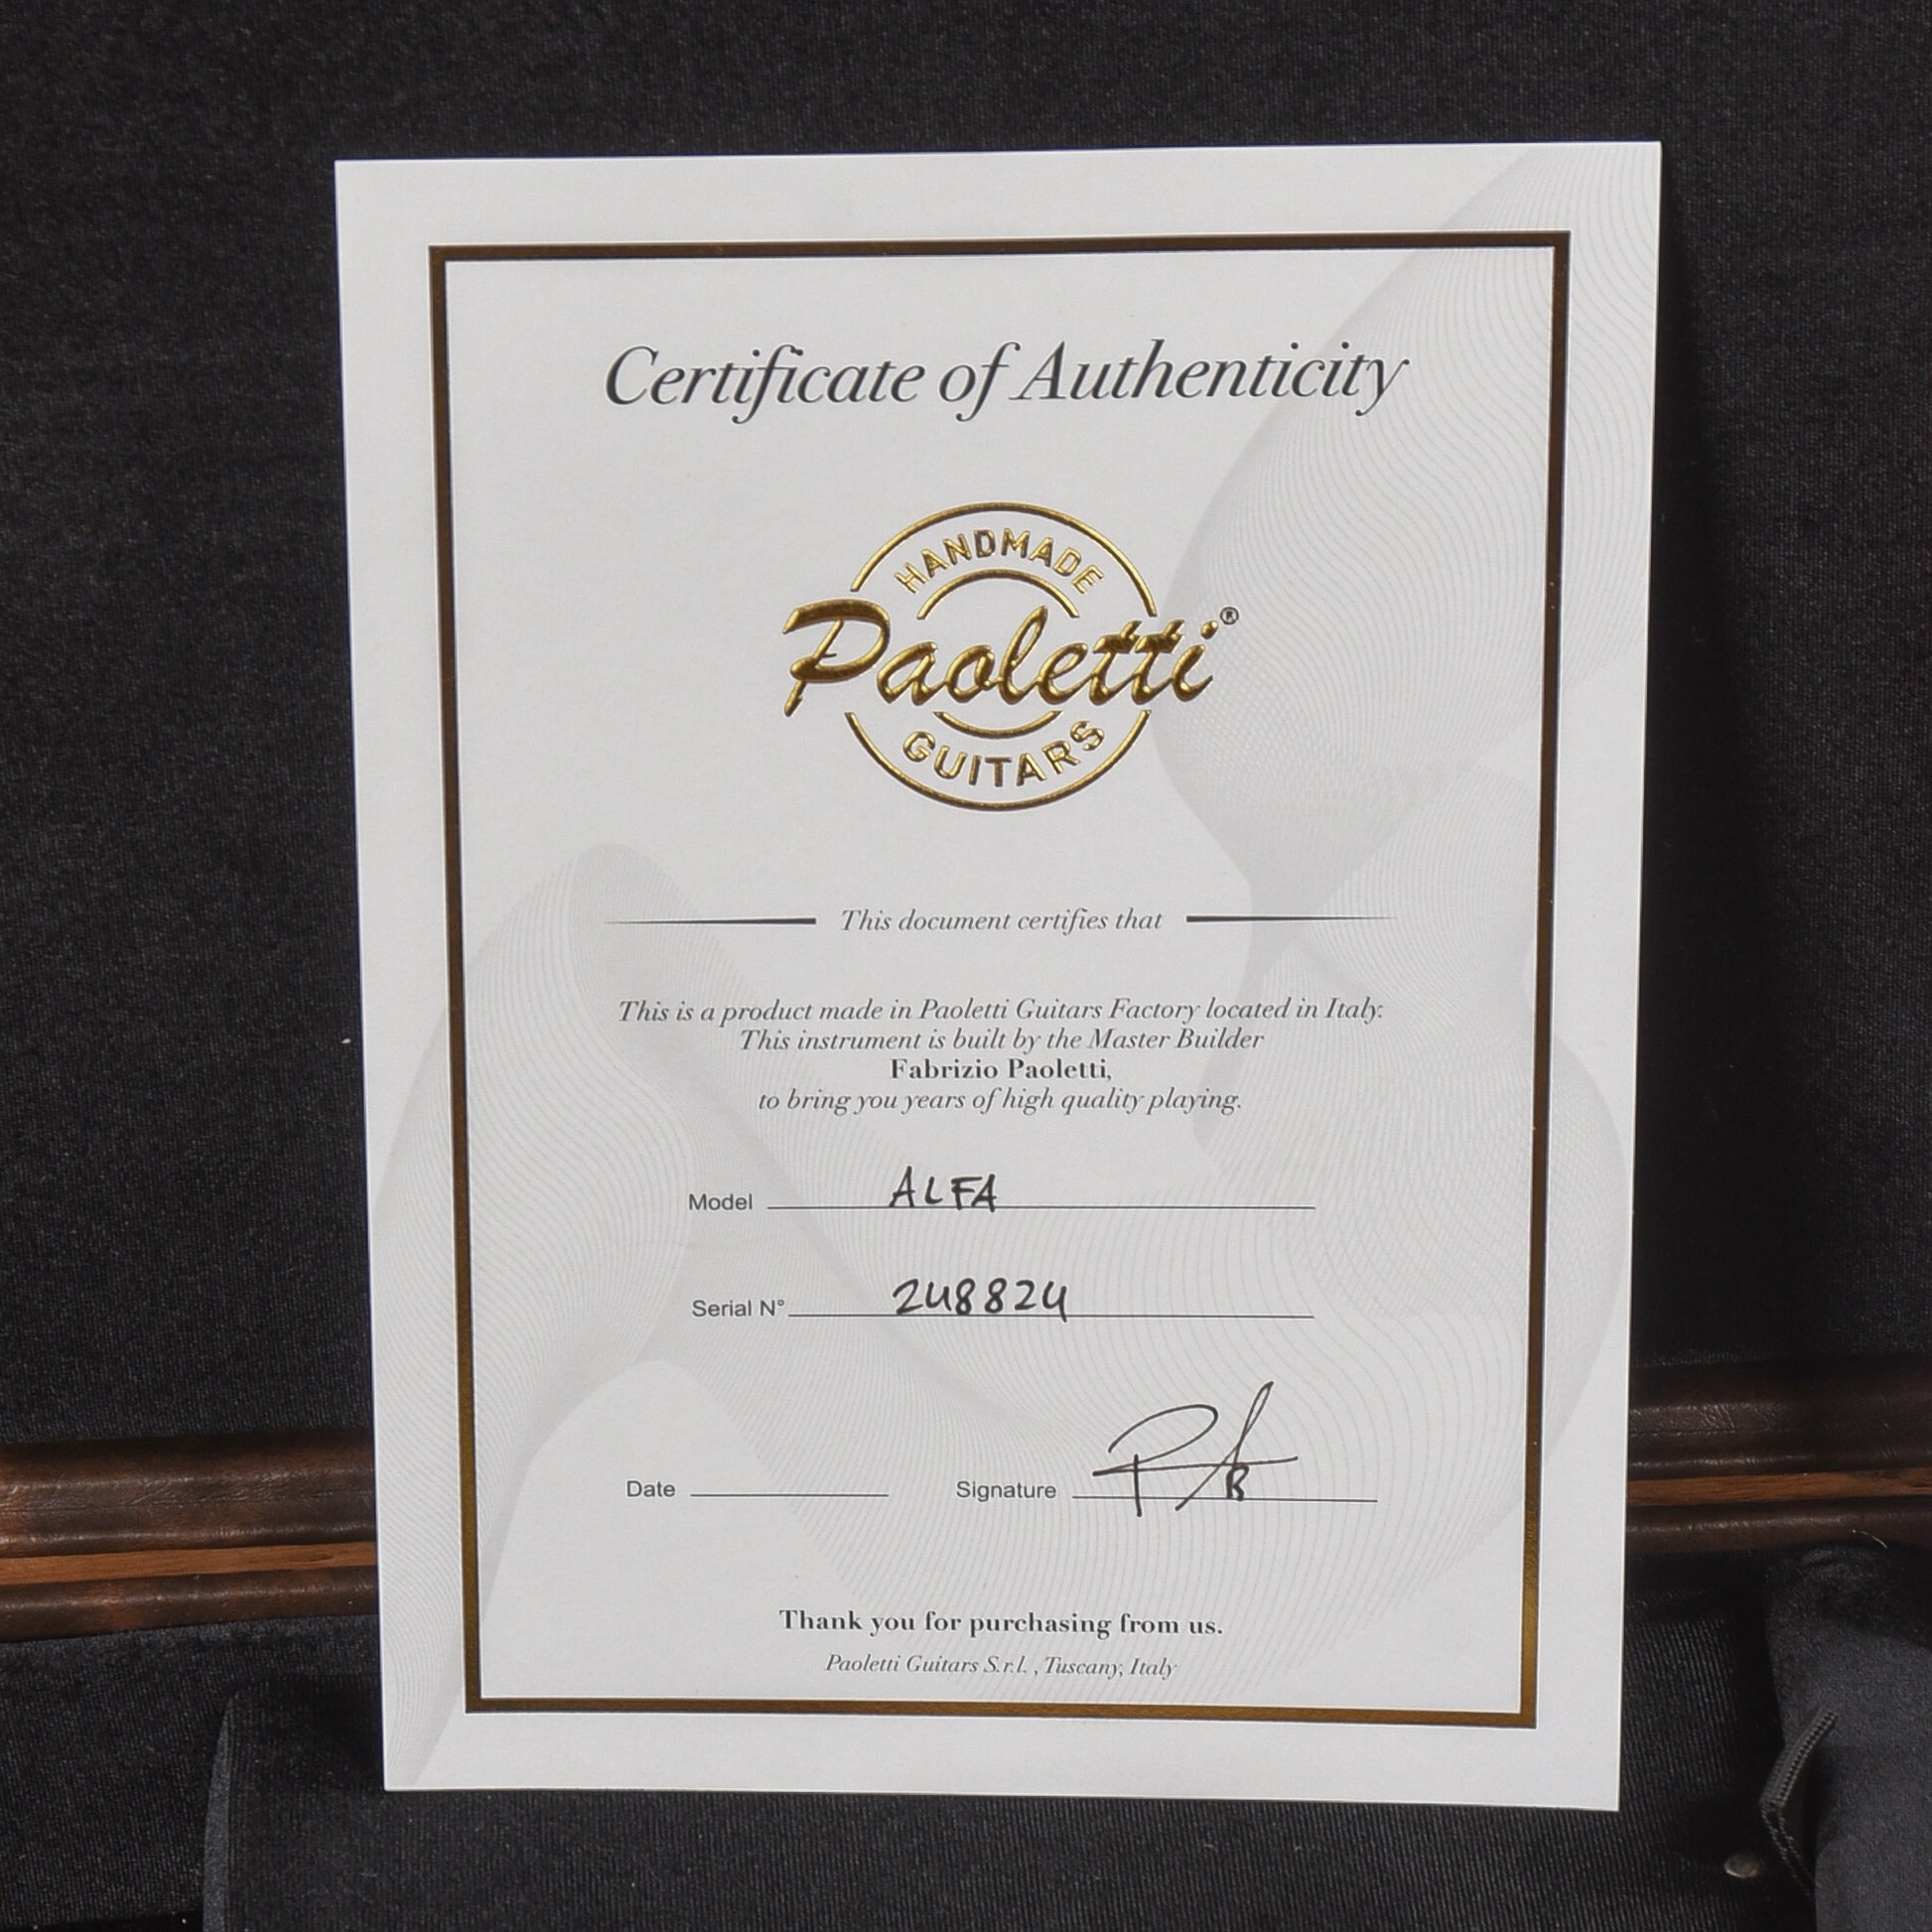 Certificate of Authenticity
HANDMADE
Paoletti®
GUITARS
This document certifies that
This is a product made in Paoletti Guitars Factory located in Italy.
This instrument is built by the Master Builder
Fabrizio Paoletti,
to bring you years of high quality playing.
Model ALFA
Serial N° 248824
Date
Signature
Thank you for purchasing from us.
Paoletti Guitars S.r.l. , Tuscany, Italy